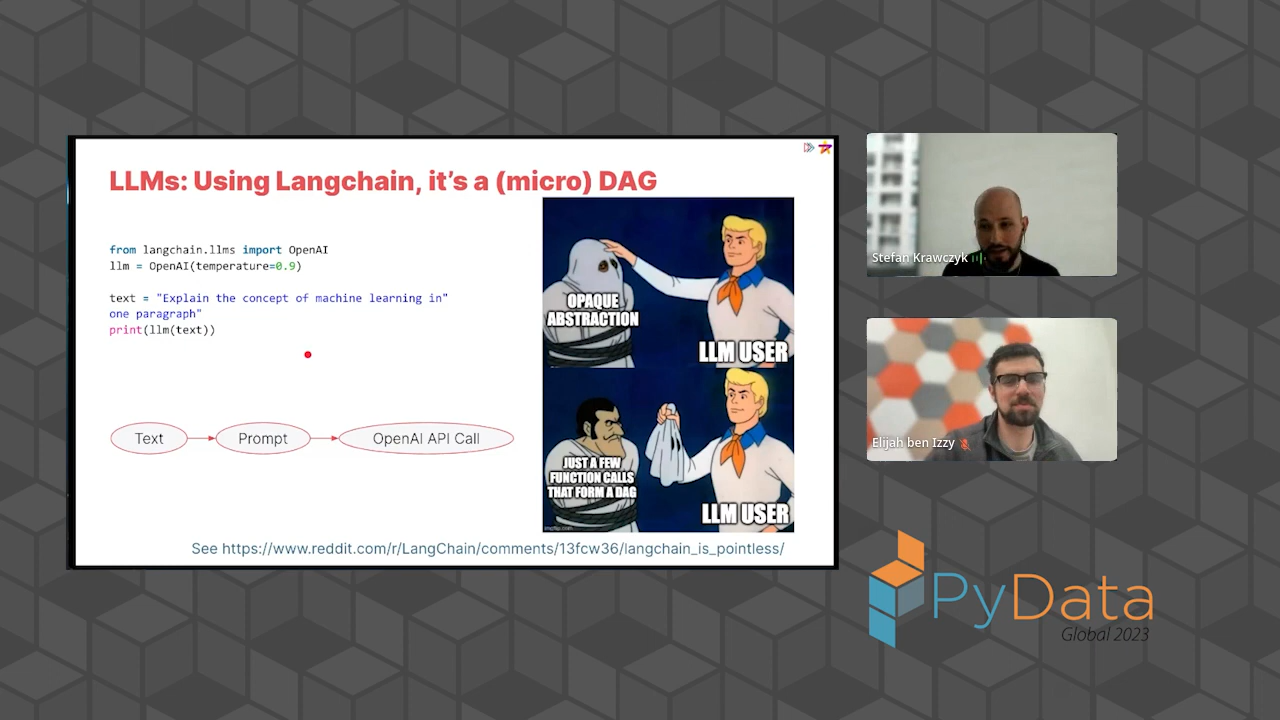 LLMs: Using Langchain, it's a (micro) DAG
from langchain.llms import OpenAI
llm = OpenAI(temperature=0.9)
text = "Explain the concept of machine learning in"
one paragraph"
print(llm(text))
Text
Prompt
OpenAI API Call
OPAQUE
ABSTRACTION
LLM USER
JUST A FEW
FUNCTION CALLS
THAT FORM A DAG
LLM USER
imgflip.com
See https://www.reddit.com/r/LangChain/comments/13fcw36/langchain_is_pointless/
Stefan Krawczyk
Elijah ben Izzy
PyData
Global 2023